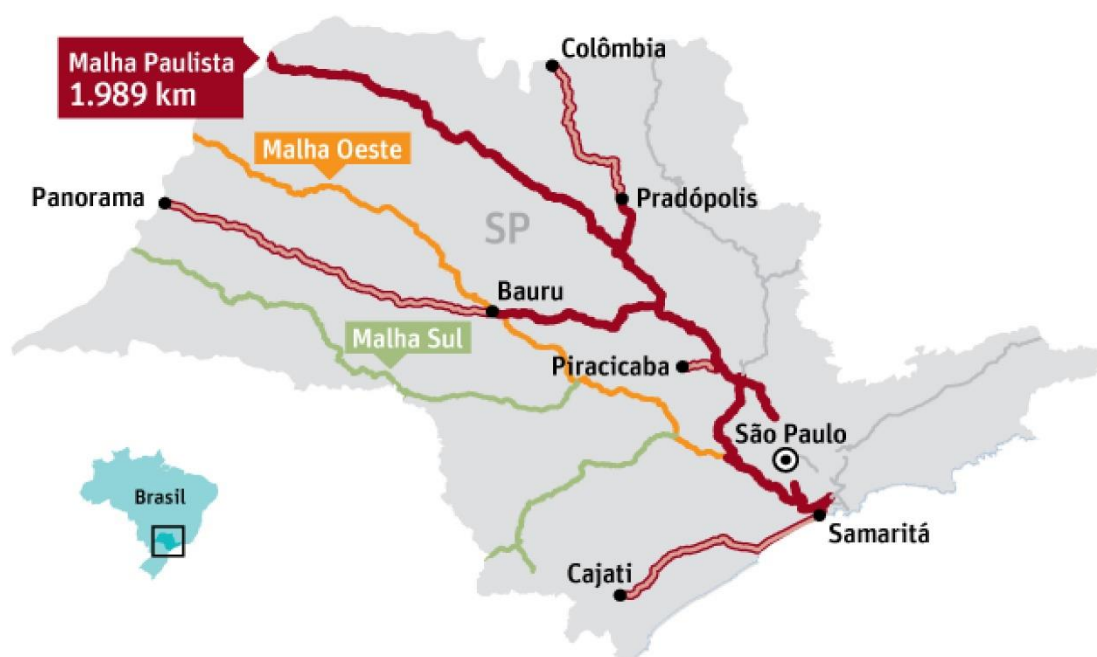 Colômbia
Malha Paulista
1.989 km
Malha Oeste
Panorama
Pradópolis
SP
Bauru
Malha Sul
Piracicaba
São Paulo
Brasil
Samaritá
Cajati